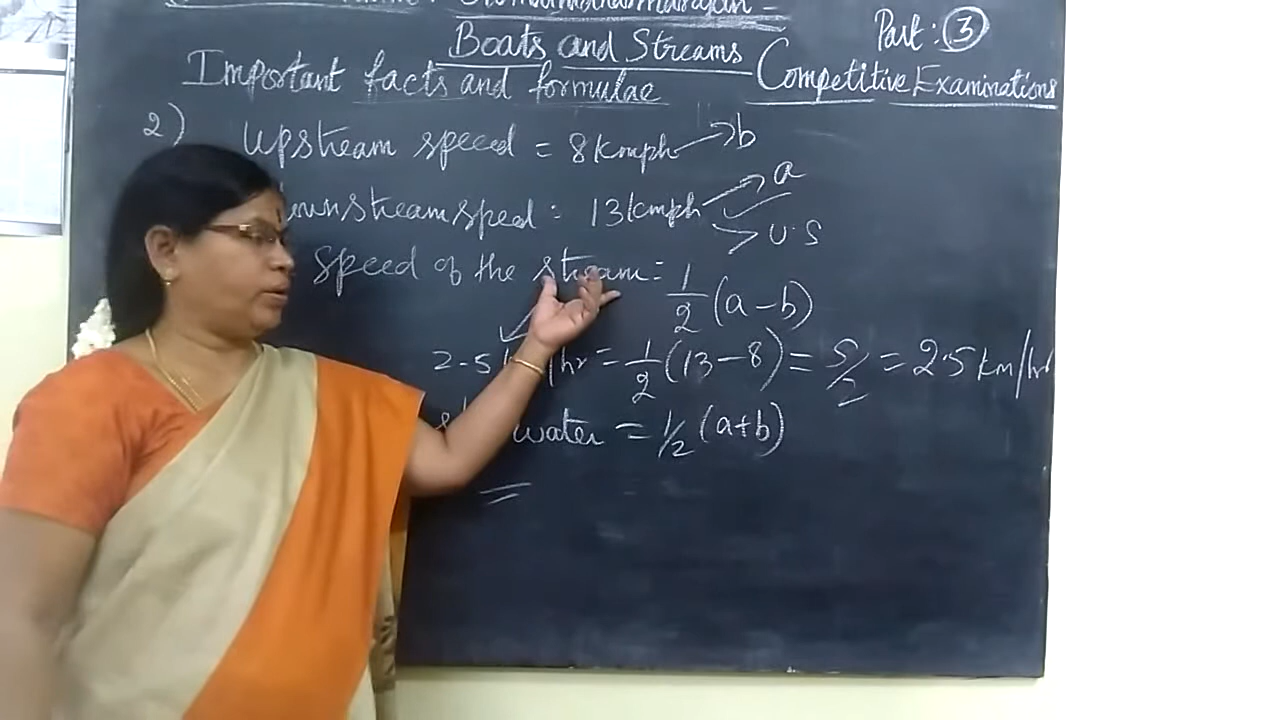 Boats and Streams
Part: 3
Important facts and formulae
Competitive Examinations
2) Upstream speed = 8 kmph → b
downstream sped: 13 kmph → a
→ U.S
speed of the stream = 1/2 (a-b)
2.5 /hr = 1/2 (13-8) = 5/2 = 2.5 km/hr
water = 1/2 (a+b)
=